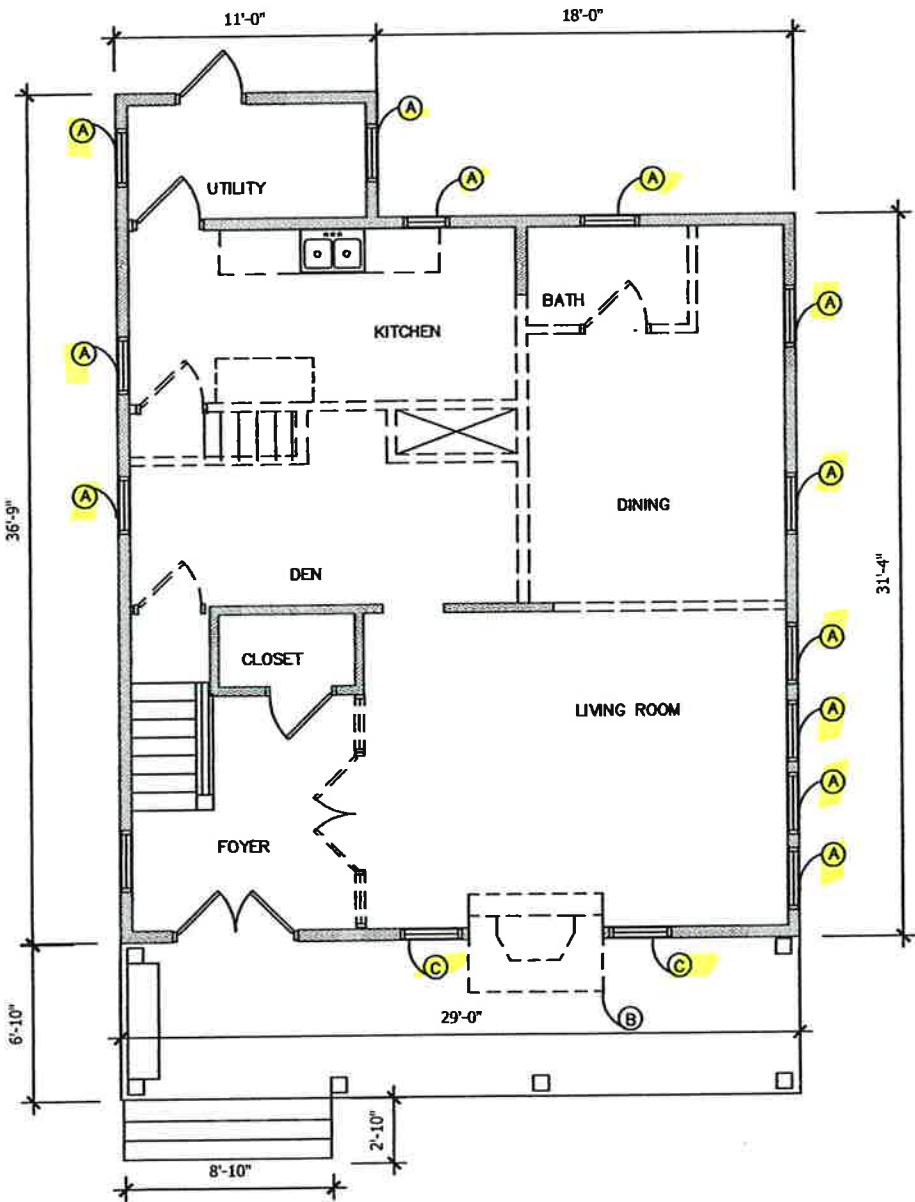 11'-0"
18'-0"
A
A
A
A
UTILITY
BATH
A
KITCHEN
A
A
A
DINING
36'-9"
31'-4"
DEN
A
CLOSET
LIVING ROOM
A
A
FOYER
A
C
C
B
29'-0"
6'-10"
2'-10"
8'-10"